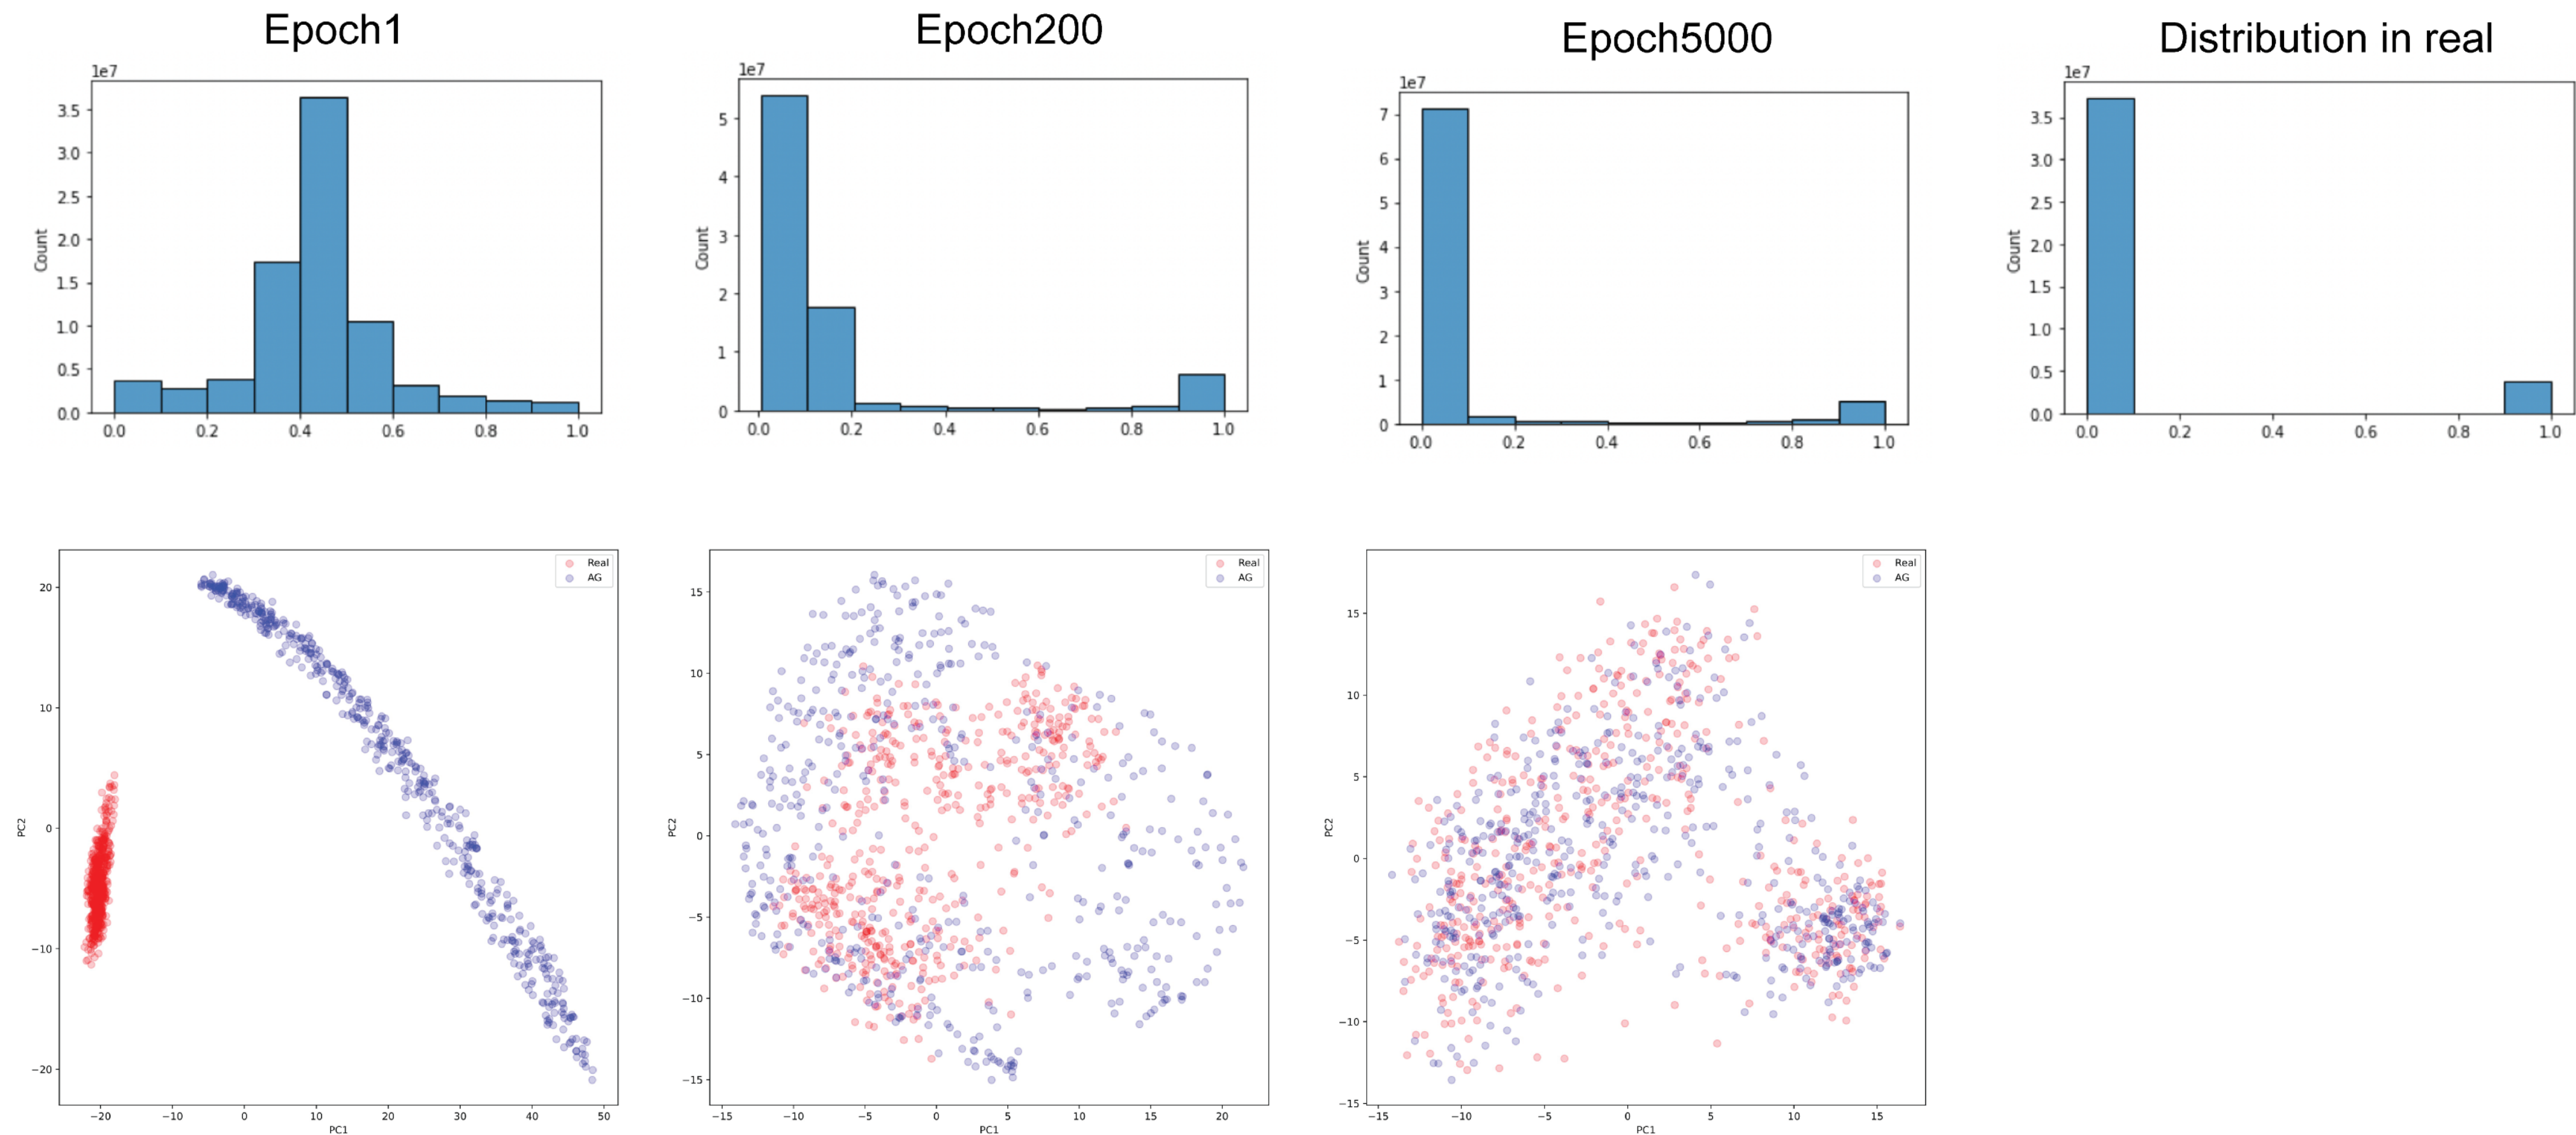 Epoch1
Epoch200
Epoch5000
Distribution in real
1e7
3.5
3.0
2.5
2.0
1.5
1.0
0.5
0.0
Count
0.0 0.2 0.4 0.6 0.8 1.0
1e7
5
4
3
2
1
0
Count
0.0 0.2 0.4 0.6 0.8 1.0
1e7
7
6
5
4
3
2
1
0
Count
0.0 0.2 0.4 0.6 0.8 1.0
1e7
3.5
3.0
2.5
2.0
1.5
1.0
0.5
0.0
Count
0.0 0.2 0.4 0.6 0.8 1.0
Real
AG
20
10
0
−10
−20
PC2
−20 −10 0 10 20 30 40 50
PC1
Real
AG
15
10
5
0
−5
−10
−15
PC2
−15 −10 −5 0 5 10 15 20
PC1
Real
AG
15
10
5
0
−5
−10
−15
PC2
−15 −10 −5 0 5 10 15
PC1